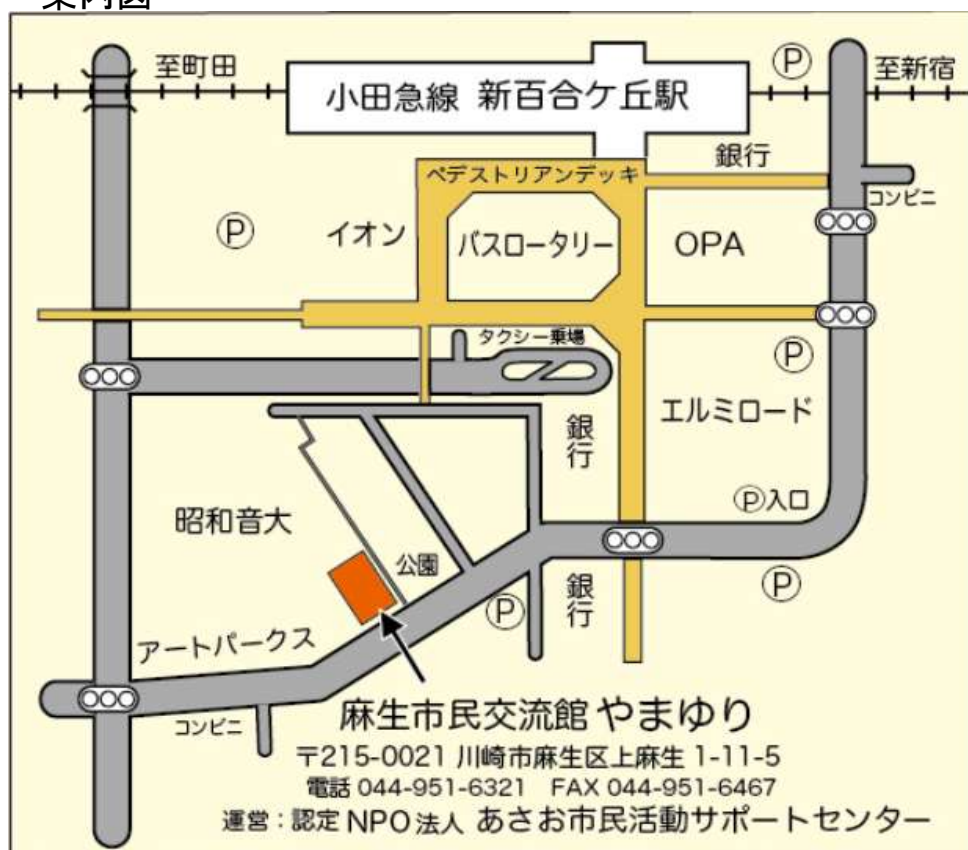 案内図
至町田
小田急線 新百合ケ丘駅
Ⓟ
至新宿
銀行
ペデストリアンデッキ
コンビニ
Ⓟ
イオン
バスロータリー
OPA
タクシー乗場
Ⓟ
エルミロード
銀行
Ⓟ入口
昭和音大
公園
銀行
Ⓟ
Ⓟ
アートパークス
コンビニ
麻生市民交流館 やまゆり
〒215-0021 川崎市麻生区上麻生 1-11-5
電話 044-951-6321 FAX 044-951-6467
運営：認定 NPO 法人 あさお市民活動サポートセンター